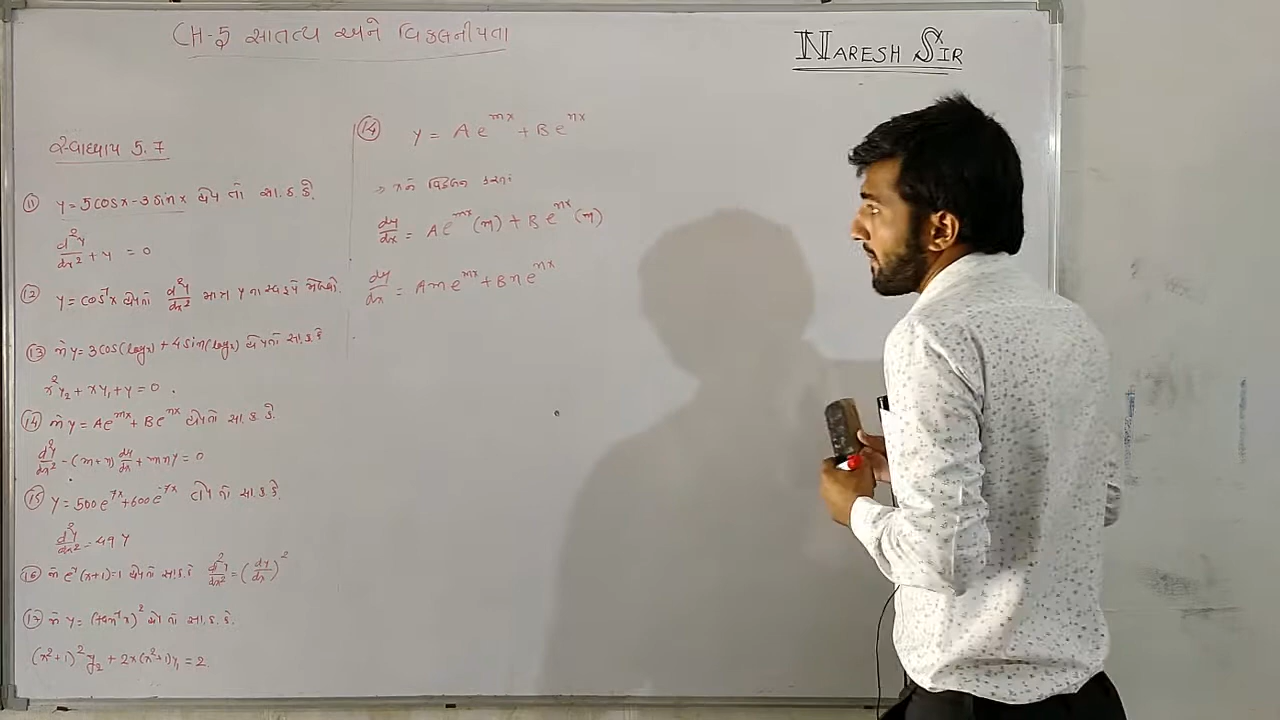 CH-5 સાતત્ય અને વિકલનીયતા
NARESH SIR
સ્વાધ્યાય 5.7
⑪ y = 5cosx - 3sinx હોય તો સા.ક.કે.
d²y/dx² + y = 0
⑫ y = cos⁻¹x હોય તો d²y/dx² માત્ર y ના સ્વરૂપે મેળવો.
⑬ જો y = 3cos(logx) + 4sin(logx) હોય તો સા.ક.કે
x²y₂ + xy₁ + y = 0 .
⑭ જો y = Ae^mx + Be^nx હોય તો સા.ક.કે.
d²y/dx² - (m+n) dy/dx + mny = 0
⑮ y = 500e^7x + 600e^-7x હોય તો સા.ક.કે.
d²y/dx² = 49y
⑯ જો e^y(x+1)=1 હોય તો સા.ક.કે d²y/dx² = (dy/dx)²
⑰ જો y = (tan⁻¹x)² હોય તો સા.ક.કે.
(x²+1)²y₂ + 2x(x²+1)y₁ = 2
⑭ y = Ae^mx + Be^nx
→ x ને વિકલન કરતાં
dy/dx = Ae^mx (m) + Be^nx (n)
dy/dx = Ame^mx + Bne^nx